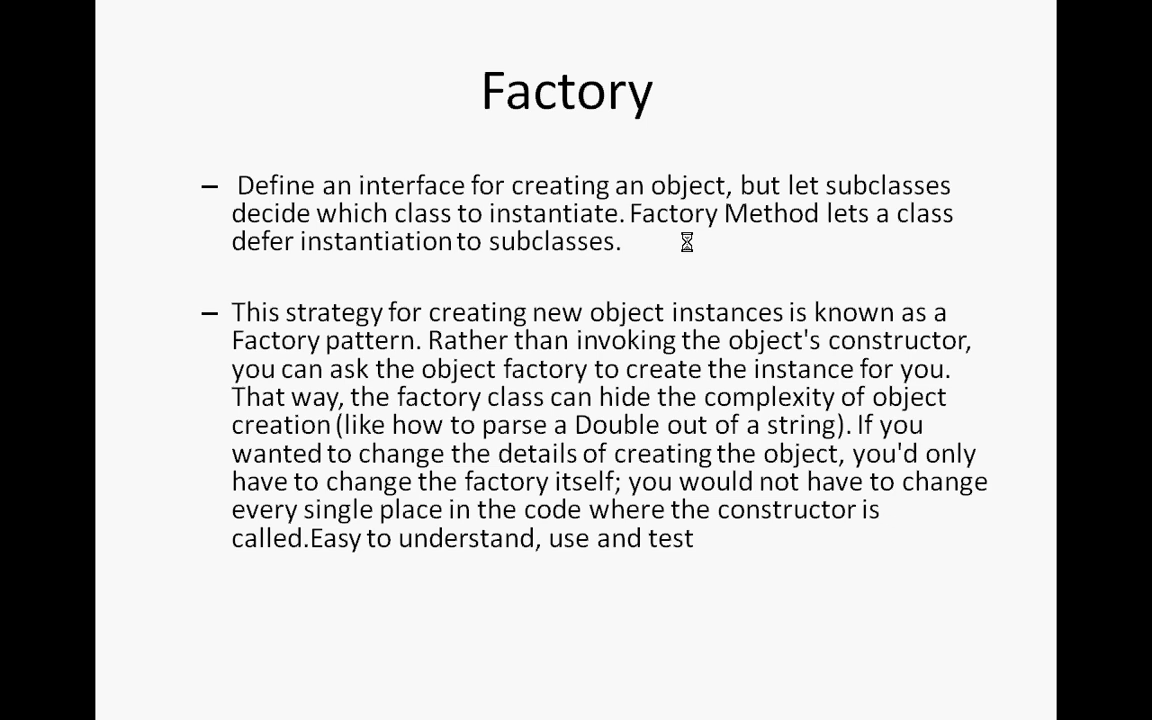 Factory
– Define an interface for creating an object, but let subclasses
decide which class to instantiate. Factory Method lets a class
defer instantiation to subclasses.
– This strategy for creating new object instances is known as a
Factory pattern. Rather than invoking the object's constructor,
you can ask the object factory to create the instance for you.
That way, the factory class can hide the complexity of object
creation (like how to parse a Double out of a string). If you
wanted to change the details of creating the object, you'd only
have to change the factory itself; you would not have to change
every single place in the code where the constructor is
called.Easy to understand, use and test